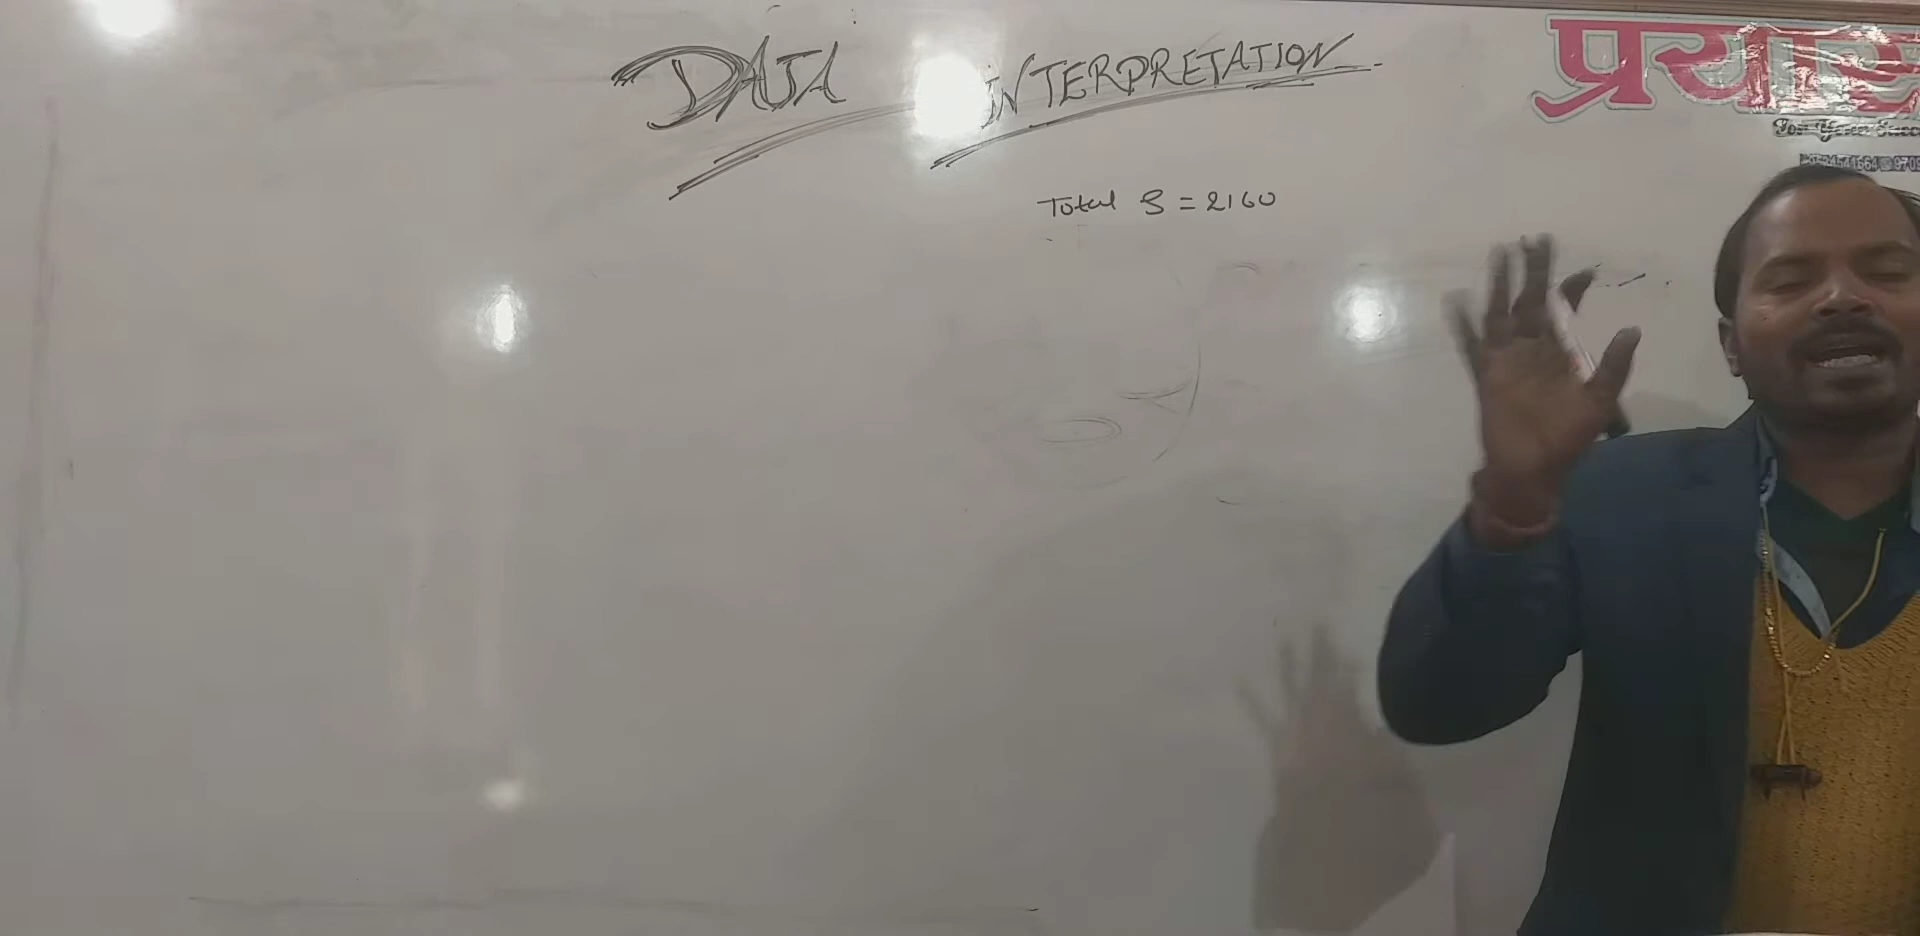 DATA INTERPRETATION
प्रयास
Total S = 2160